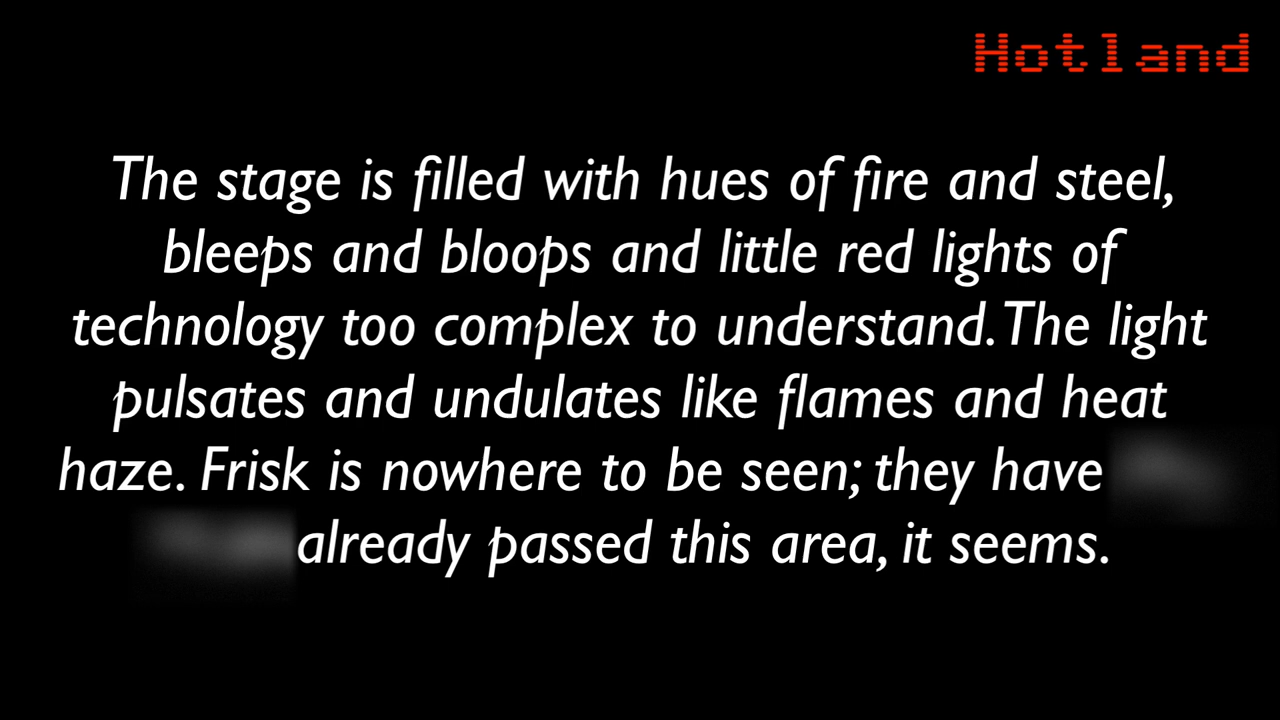 Hotland
The stage is filled with hues of fire and steel,
bleeps and bloops and little red lights of
technology too complex to understand. The light
pulsates and undulates like flames and heat
haze. Frisk is nowhere to be seen; they have
already passed this area, it seems.